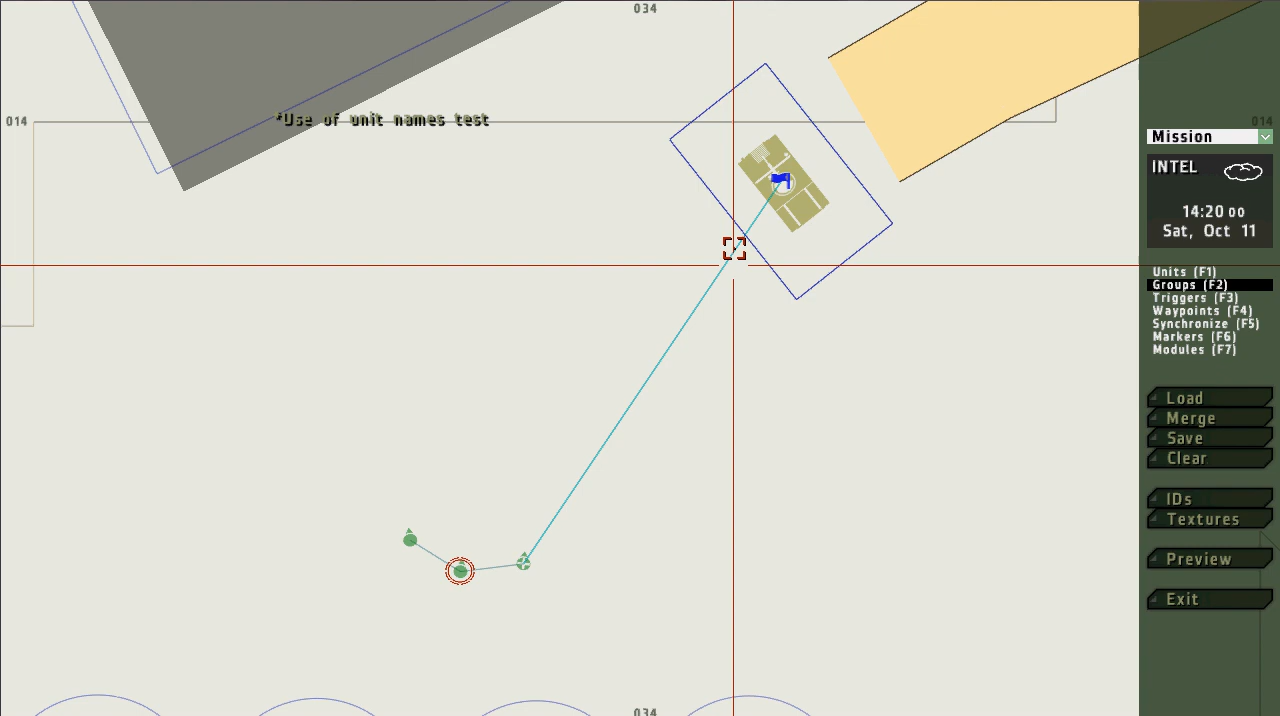 034
014
*Use of unit names test
014
Mission
INTEL
14:20 00
Sat, Oct 11
Units (F1)
Groups (F2)
Triggers (F3)
Waypoints (F4)
Synchronize (F5)
Markers (F6)
Modules (F7)
Load
Merge
Save
Clear
IDs
Textures
Preview
Exit
034